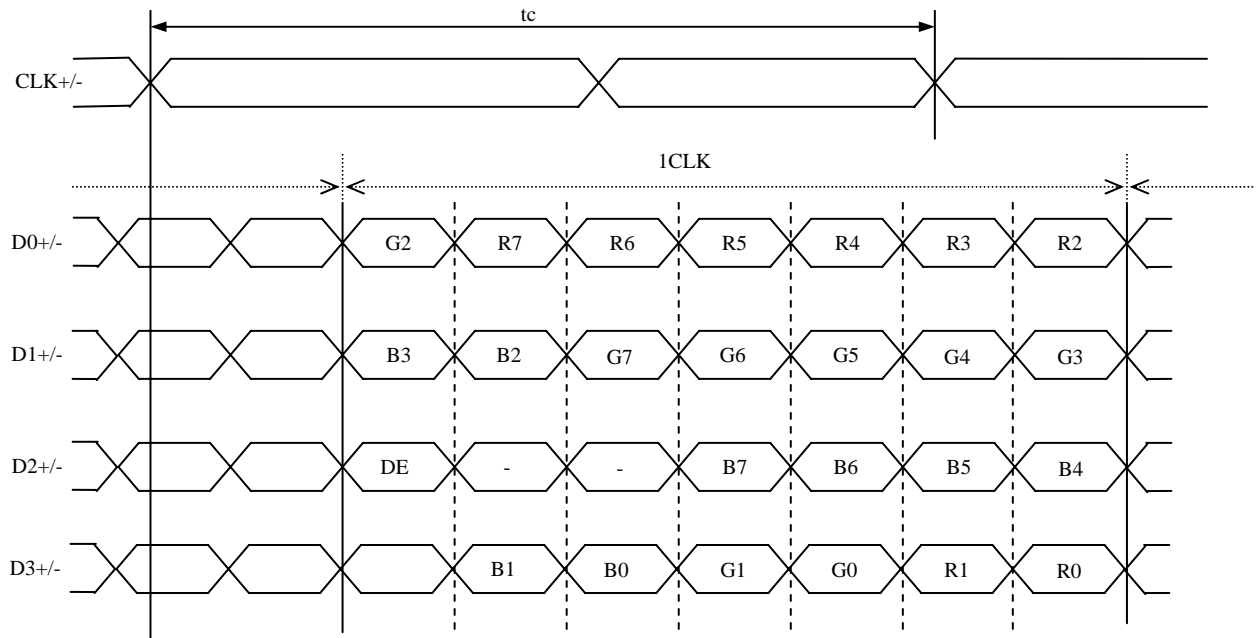 tc
CLK+/-
1CLK
D0+/- G2 R7 R6 R5 R4 R3 R2
D1+/- B3 B2 G7 G6 G5 G4 G3
D2+/- DE - - B7 B6 B5 B4
D3+/- B1 B0 G1 G0 R1 R0